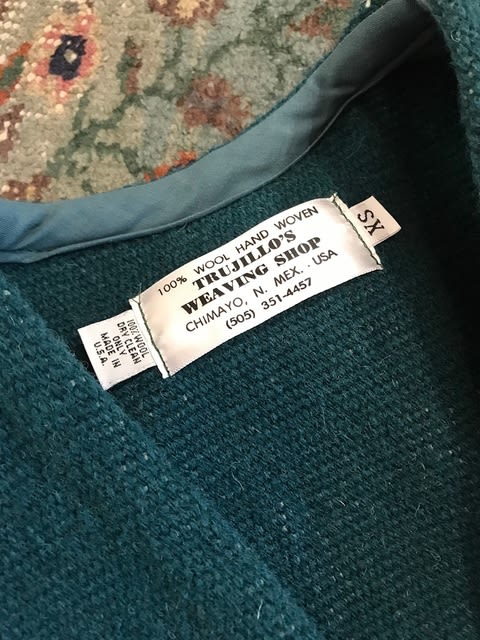 100% WOOL HAND WOVEN
TRUJILLO'S
WEAVING SHOP
CHIMAYO, N. MEX. · USA
(505) 351-4457
XS
100% WOOL
DRY CLEAN
ONLY
MADE IN
U.S.A.